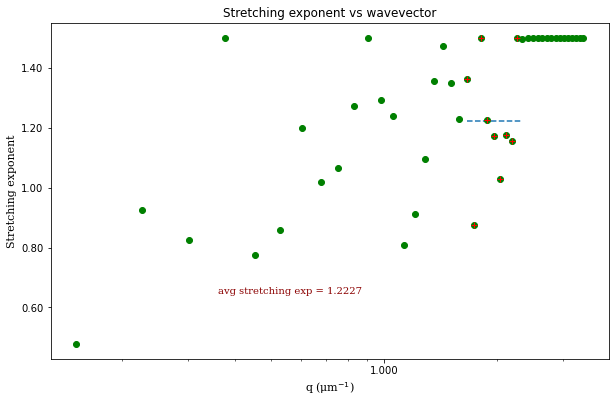 Stretching exponent vs wavevector
1.40
1.20
1.00
0.80
0.60
Stretching exponent
avg stretching exp = 1.2227
1.000
q (μm⁻¹)